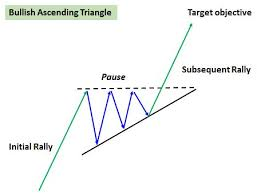 Bullish Ascending Triangle
Target objective
Pause
Subsequent Rally
Initial Rally